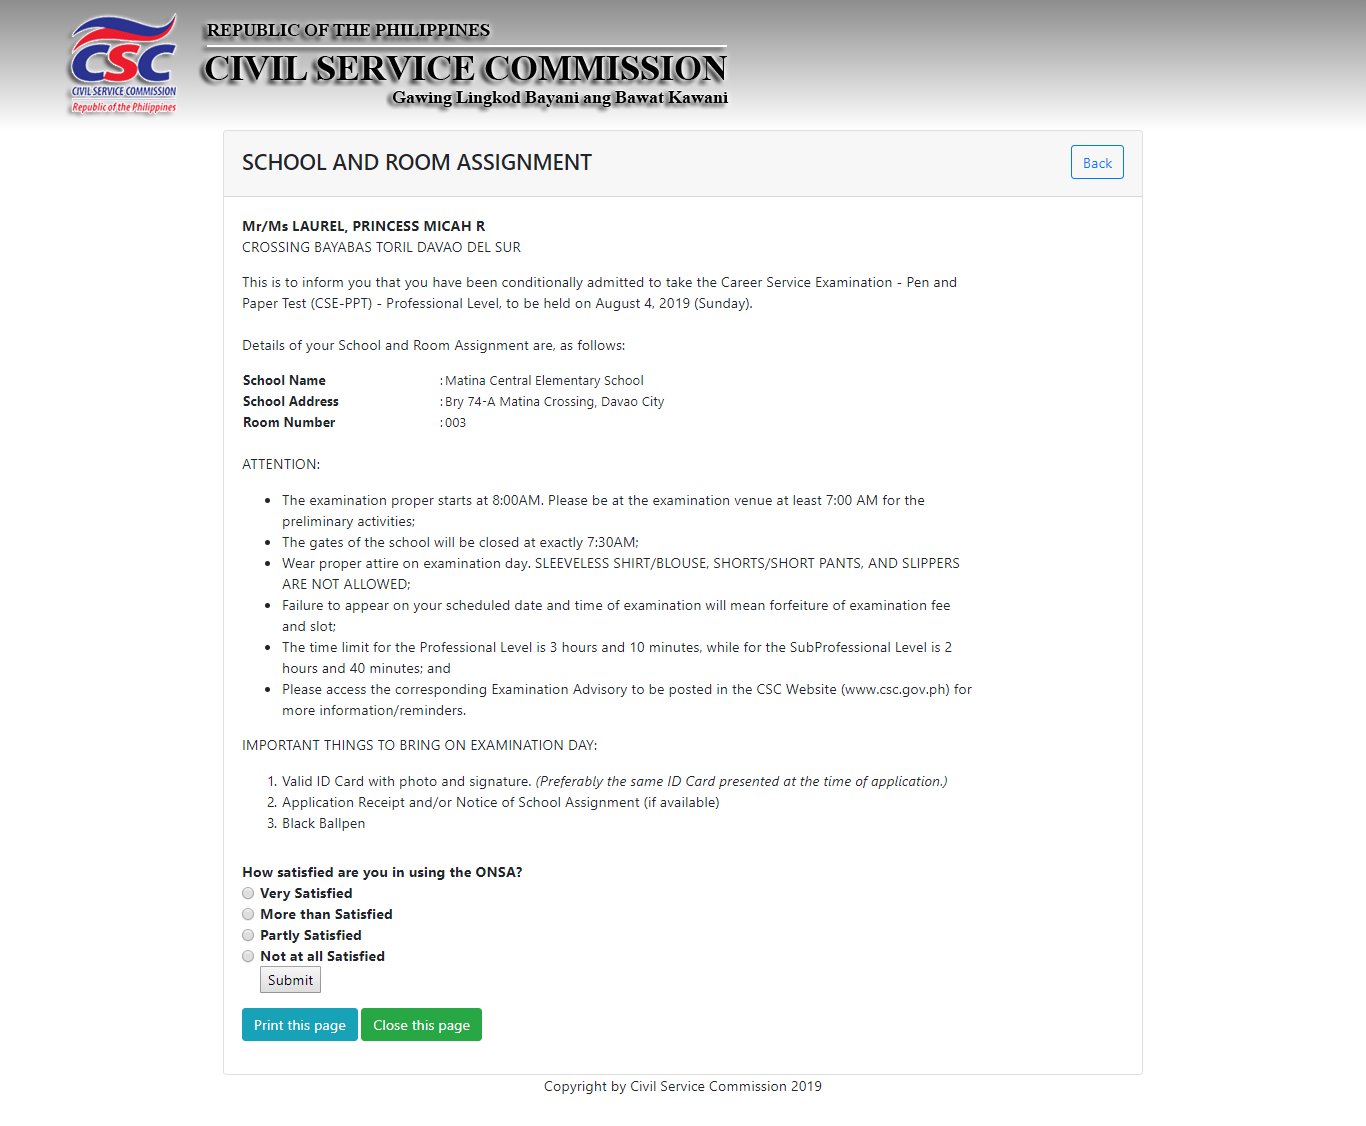 CSC
CIVIL SERVICE COMMISSION
Republic of the Philippines
REPUBLIC OF THE PHILIPPINES
CIVIL SERVICE COMMISSION
Gawing Lingkod Bayani ang Bawat Kawani
SCHOOL AND ROOM ASSIGNMENT
Back
Mr/Ms LAUREL, PRINCESS MICAH R
CROSSING BAYABAS TORIL DAVAO DEL SUR
This is to inform you that you have been conditionally admitted to take the Career Service Examination - Pen and
Paper Test (CSE-PPT) - Professional Level, to be held on August 4, 2019 (Sunday).
Details of your School and Room Assignment are, as follows:
School Name : Matina Central Elementary School
School Address : Bry 74-A Matina Crossing, Davao City
Room Number : 003
ATTENTION:
• The examination proper starts at 8:00AM. Please be at the examination venue at least 7:00 AM for the
preliminary activities;
• The gates of the school will be closed at exactly 7:30AM;
• Wear proper attire on examination day. SLEEVELESS SHIRT/BLOUSE, SHORTS/SHORT PANTS, AND SLIPPERS
ARE NOT ALLOWED;
• Failure to appear on your scheduled date and time of examination will mean forfeiture of examination fee
and slot;
• The time limit for the Professional Level is 3 hours and 10 minutes, while for the SubProfessional Level is 2
hours and 40 minutes; and
• Please access the corresponding Examination Advisory to be posted in the CSC Website (www.csc.gov.ph) for
more information/reminders.
IMPORTANT THINGS TO BRING ON EXAMINATION DAY:
1. Valid ID Card with photo and signature. (Preferably the same ID Card presented at the time of application.)
2. Application Receipt and/or Notice of School Assignment (if available)
3. Black Ballpen
How satisfied are you in using the ONSA?
Very Satisfied
More than Satisfied
Partly Satisfied
Not at all Satisfied
Submit
Print this page Close this page
Copyright by Civil Service Commission 2019